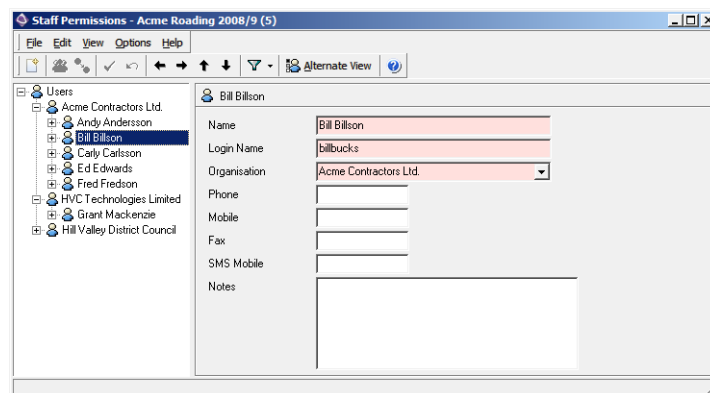 Staff Permissions - Acme Roading 2008/9 (5)
File Edit View Options Help
Alternate View
Users
Acme Contractors Ltd.
Andy Andersson
Bill Billson
Carly Carlsson
Ed Edwards
Fred Fredson
HVC Technologies Limited
Grant Mackenzie
Hill Valley District Council
Bill Billson
Name Bill Billson
Login Name billbucks
Organisation Acme Contractors Ltd.
Phone
Mobile
Fax
SMS Mobile
Notes